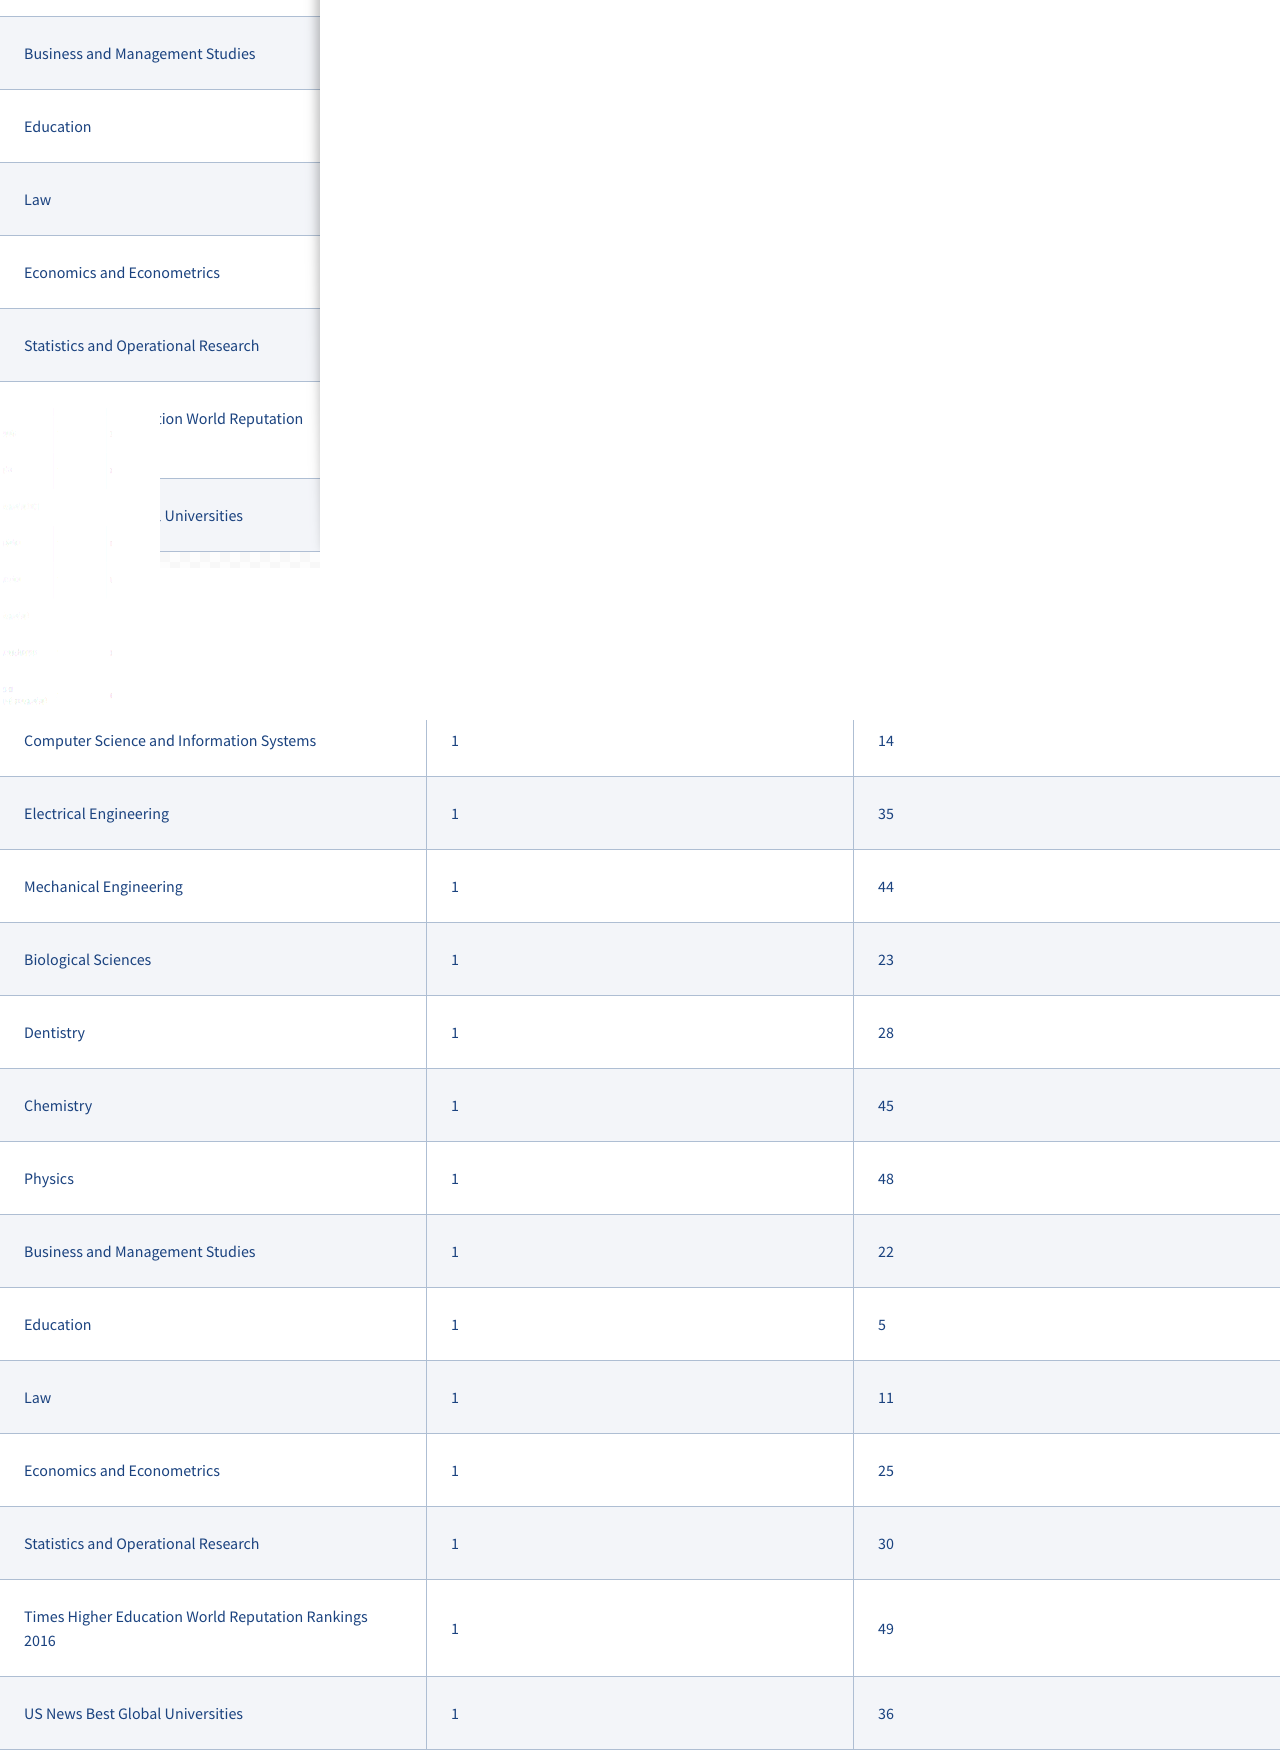 Business and Management Studies
Education
Law
Economics and Econometrics
Statistics and Operational Research
World Reputation
Universities
Computer Science and Information Systems 1 14
Electrical Engineering 1 35
Mechanical Engineering 1 44
Biological Sciences 1 23
Dentistry 1 28
Chemistry 1 45
Physics 1 48
Business and Management Studies 1 22
Education 1 5
Law 1 11
Economics and Econometrics 1 25
Statistics and Operational Research 1 30
Times Higher Education World Reputation Rankings
2016 1 49
US News Best Global Universities 1 36